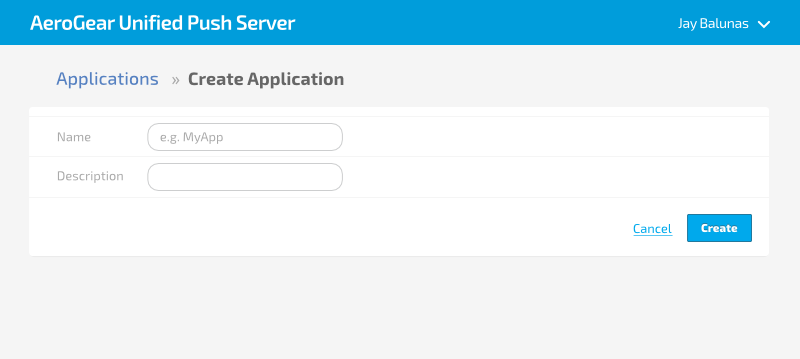 AeroGear Unified Push Server
Jay Balunas
Applications » Create Application
Name
e.g. MyApp
Description
Cancel
Create